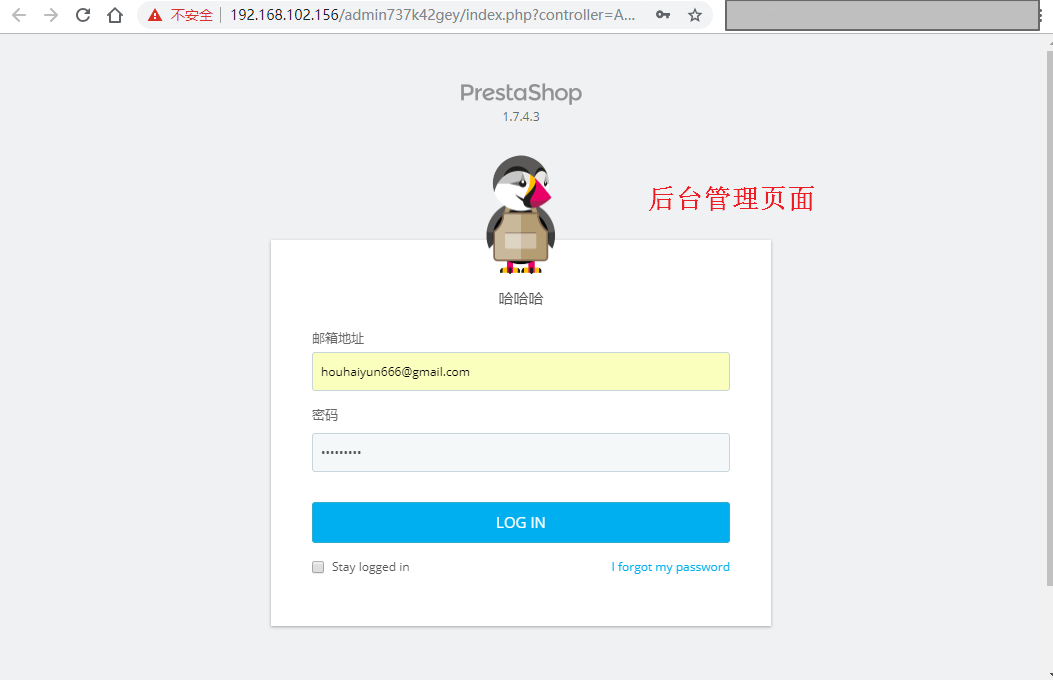 不安全 192.168.102.156/admin737k42gey/index.php?controller=A...
PrestaShop
1.7.4.3
后台管理页面
哈哈哈
邮箱地址
houhaiyun666@gmail.com
密码
•••••••••
LOG IN
Stay logged in I forgot my password